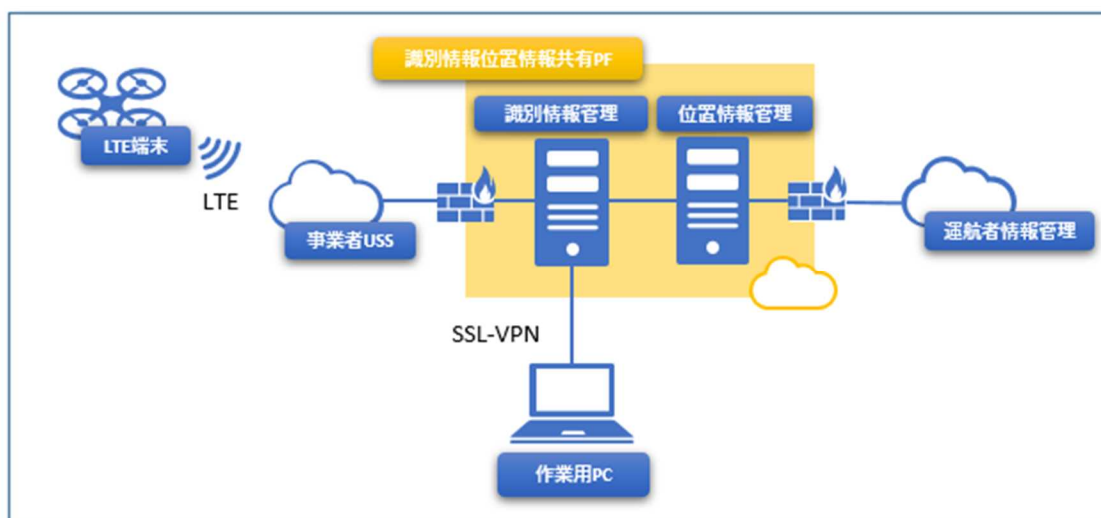 識別情報位置情報共有PF
識別情報管理
位置情報管理
LTE端末
LTE
事業者USS
運航者情報管理
SSL-VPN
作業用PC